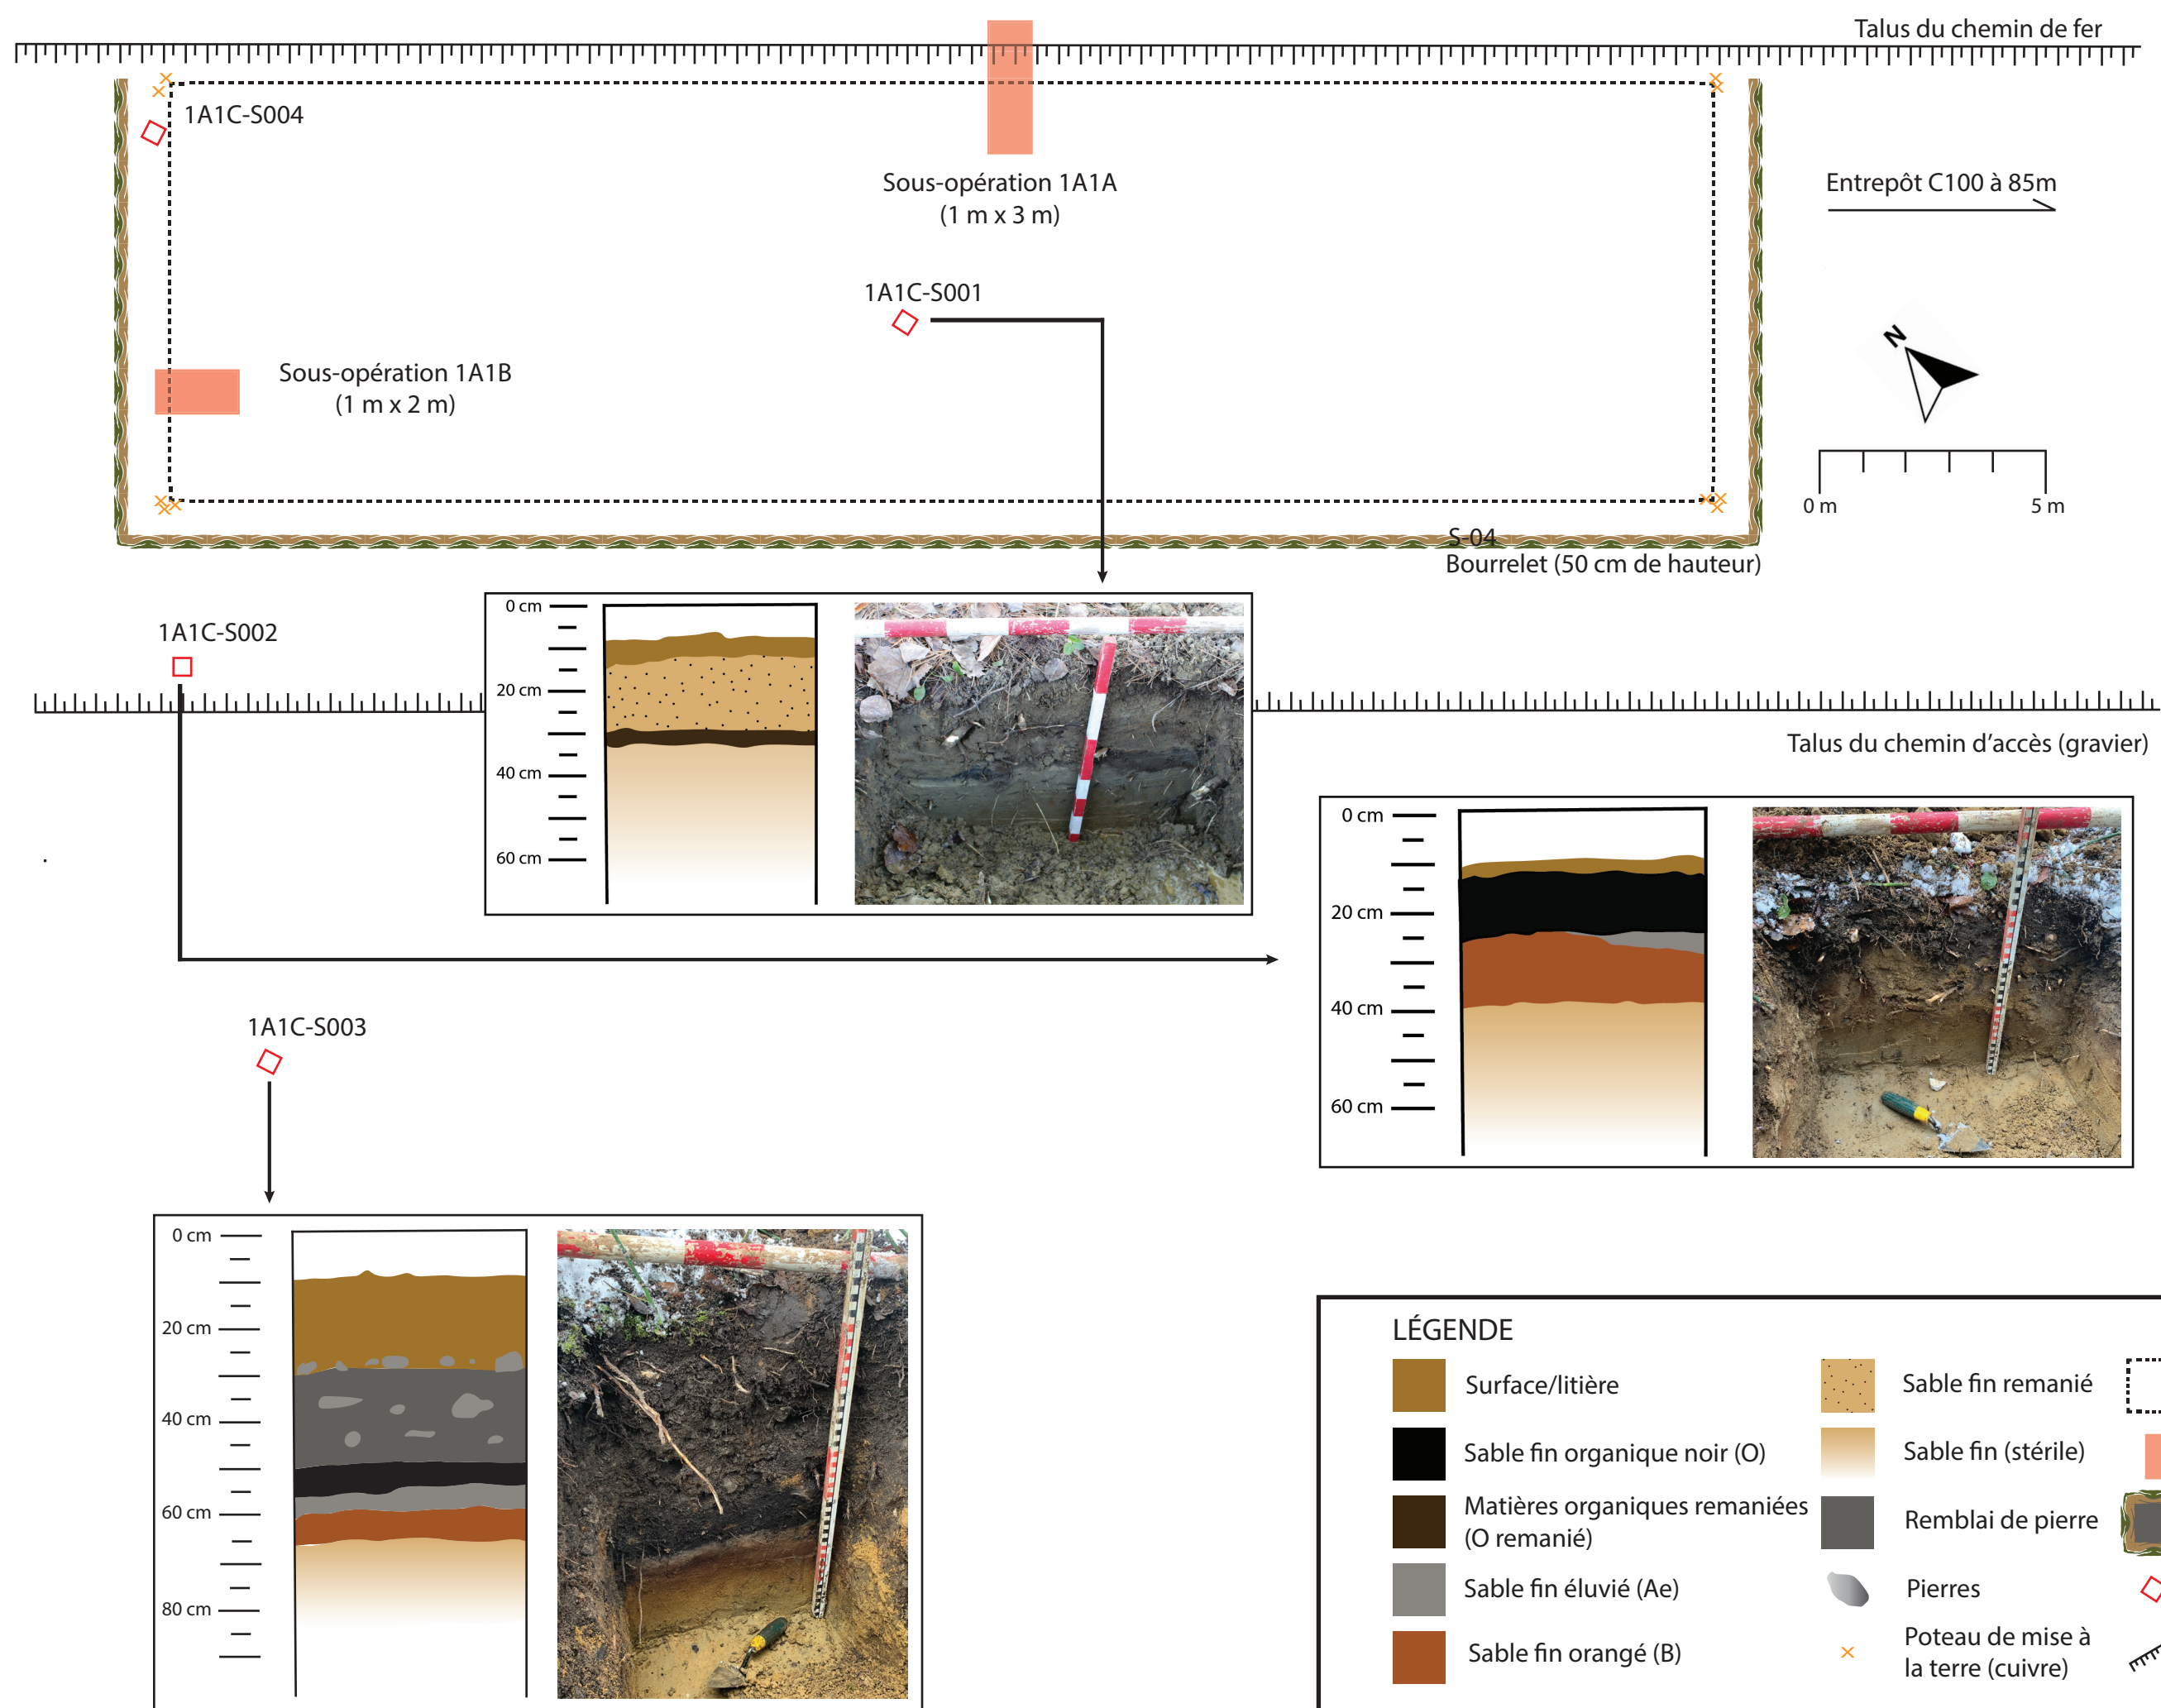 Talus du chemin de fer
1A1C-S004
Sous-opération 1A1A
(1 m x 3 m)
Entrepôt C100 à 85m
1A1C-S001
N
Sous-opération 1A1B
(1 m x 2 m)
0 m
5 m
S-04
Bourrelet (50 cm de hauteur)
1A1C-S002
0 cm
20 cm
40 cm
60 cm
Talus du chemin d'accès (gravier)
0 cm
20 cm
40 cm
60 cm
1A1C-S003
0 cm
20 cm
40 cm
60 cm
80 cm
LÉGENDE
Surface/litière
Sable fin organique noir (O)
Matières organiques remaniées
(O remanié)
Sable fin éluvié (Ae)
Sable fin orangé (B)
Sable fin remanié
Sable fin (stérile)
Remblai de pierre
Pierres
Poteau de mise à
la terre (cuivre)